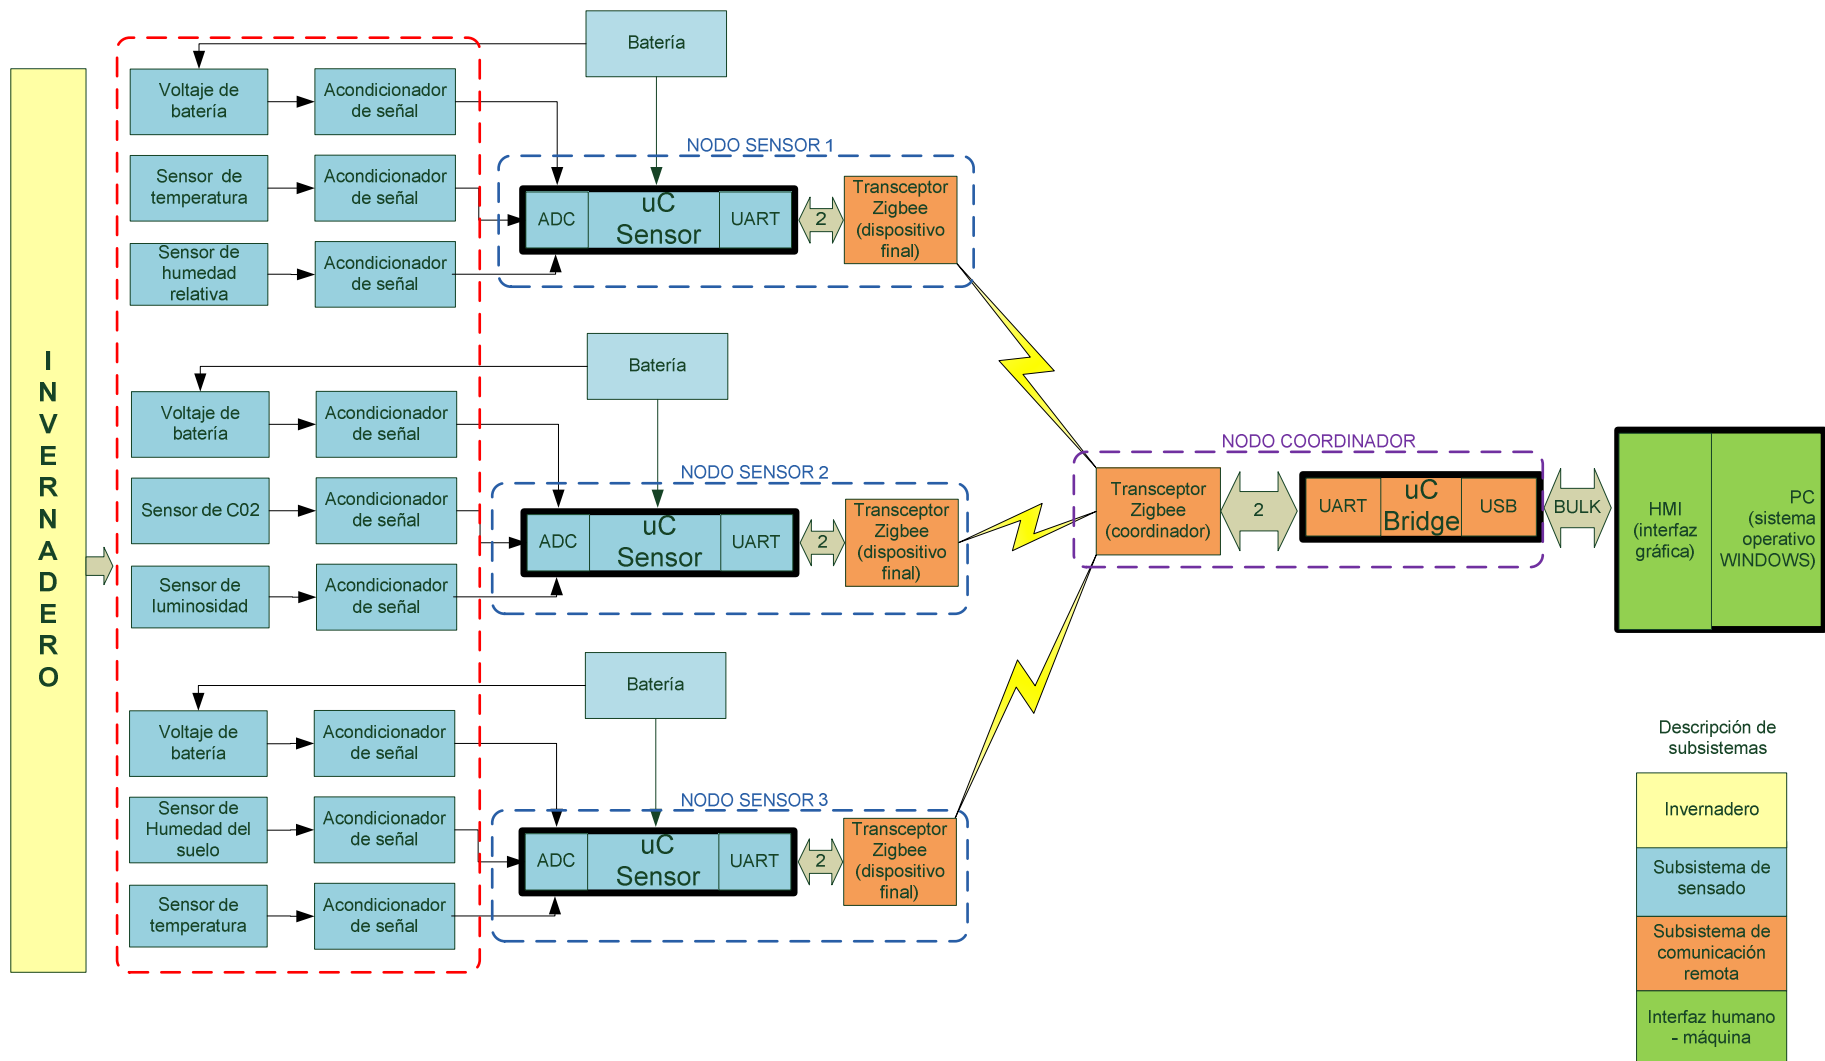 I
N
V
E
R
N
A
D
E
R
O
Batería
Voltaje de
batería
Acondicionador
de señal
Sensor de
temperatura
Acondicionador
de señal
Sensor de
humedad
relativa
Acondicionador
de señal
NODO SENSOR 1
ADC
uC
Sensor
UART
2
Transceptor
Zigbee
(dispositivo
final)
Batería
Voltaje de
batería
Acondicionador
de señal
Sensor de C02
Acondicionador
de señal
Sensor de
luminosidad
Acondicionador
de señal
NODO SENSOR 2
ADC
uC
Sensor
UART
2
Transceptor
Zigbee
(dispositivo
final)
Batería
Voltaje de
batería
Acondicionador
de señal
Sensor de
Humedad del
suelo
Acondicionador
de señal
Sensor de
temperatura
Acondicionador
de señal
NODO SENSOR 3
ADC
uC
Sensor
UART
2
Transceptor
Zigbee
(dispositivo
final)
NODO COORDINADOR
Transceptor
Zigbee
(coordinador)
2
UART
uC
Bridge
USB
BULK
HMI
(interfaz
gráfica)
PC
(sistema
operativo
WINDOWS)
Descripción de
subsistemas
Invernadero
Subsistema de
sensado
Subsistema de
comunicación
remota
Interfaz humano
- máquina